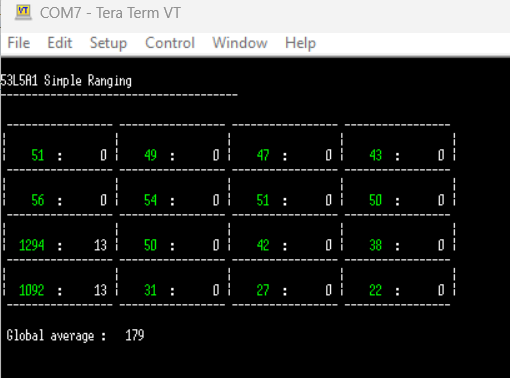 COM7 - Tera Term VT
File Edit Setup Control Window Help
53L5A1 Simple Ranging
--------------------------------------
----------------- ----------------- ----------------- -----------------
| 51 : 0 | 49 : 0 | 47 : 0 | 43 : 0 |
----------------- ----------------- ----------------- -----------------
| 56 : 0 | 54 : 0 | 51 : 0 | 50 : 0 |
----------------- ----------------- ----------------- -----------------
| 1294 : 13 | 50 : 0 | 42 : 0 | 38 : 0 |
----------------- ----------------- ----------------- -----------------
| 1092 : 13 | 31 : 0 | 27 : 0 | 22 : 0 |
----------------- ----------------- ----------------- -----------------
Global average : 179